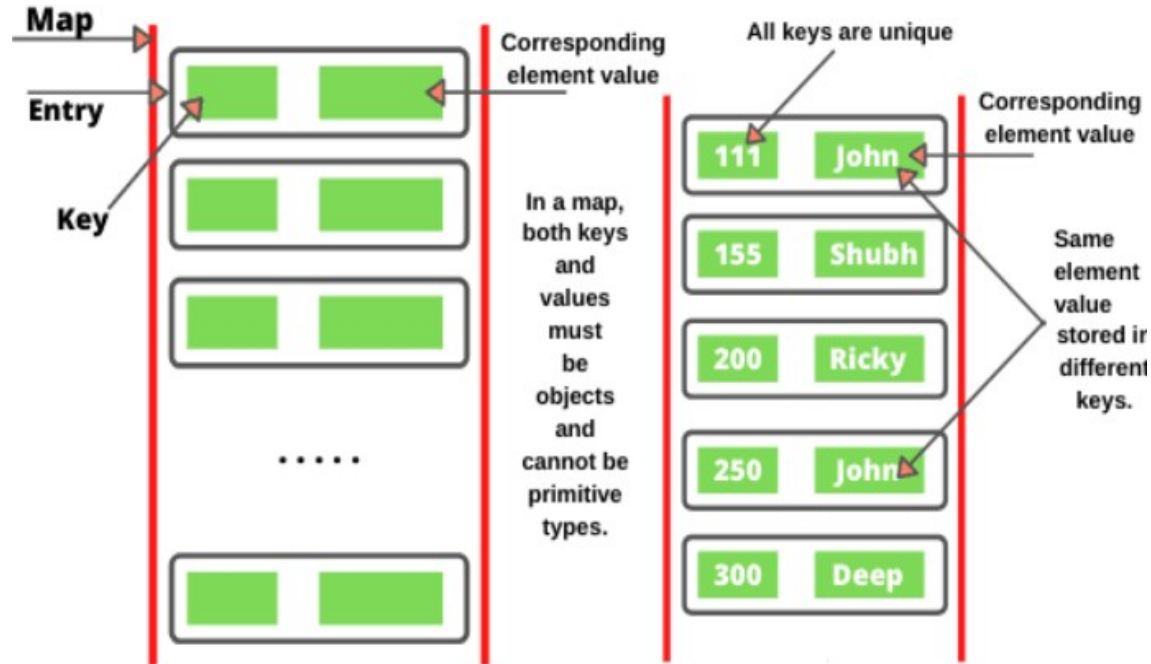 Map
Entry
Key
Corresponding
element value
In a map,
both keys
and
values
must
be
objects
and
cannot be
primitive
types.
.....
All keys are unique
Corresponding
element value
111 John
155 Shubh
200 Ricky
250 John
300 Deep
Same
element
value
stored in
different
keys.